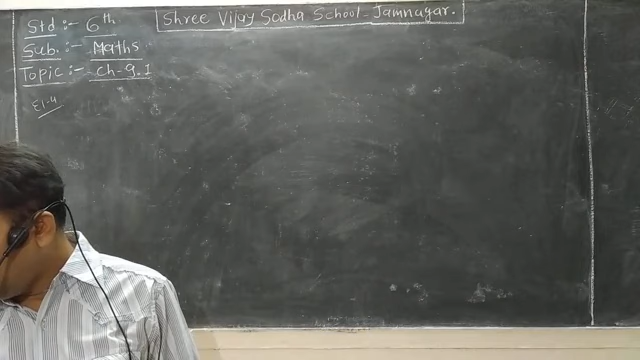 Shree Vijay Sodha School - Jamnagar.
Std :- 6th
Sub. :- Maths
Topic :- Ch-9.1